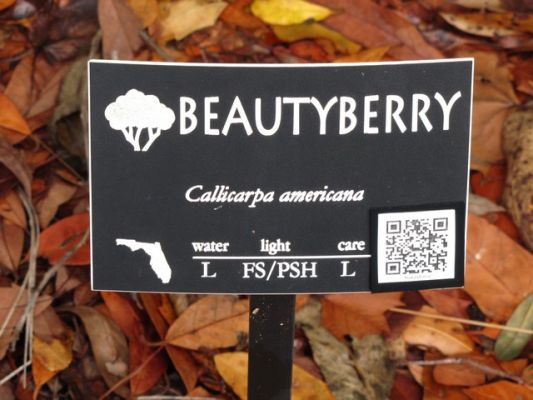 BEAUTYBERRY
Callicarpa americana
water light care
L FS/PSH L